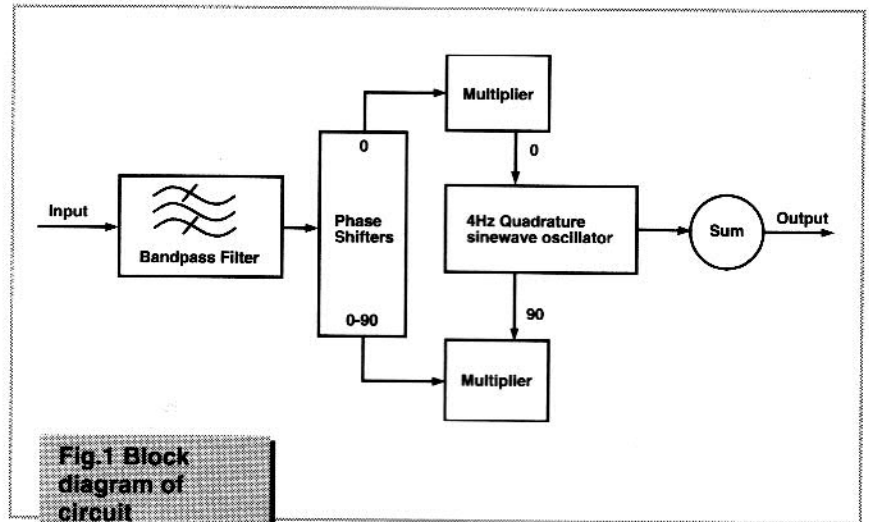 Multiplier
0
0
Input
Bandpass Filter
Phase
Shifters
4Hz Quadrature
sinewave oscillator
Sum
Output
0-90
90
Multiplier
Fig.1 Block
diagram of
circuit